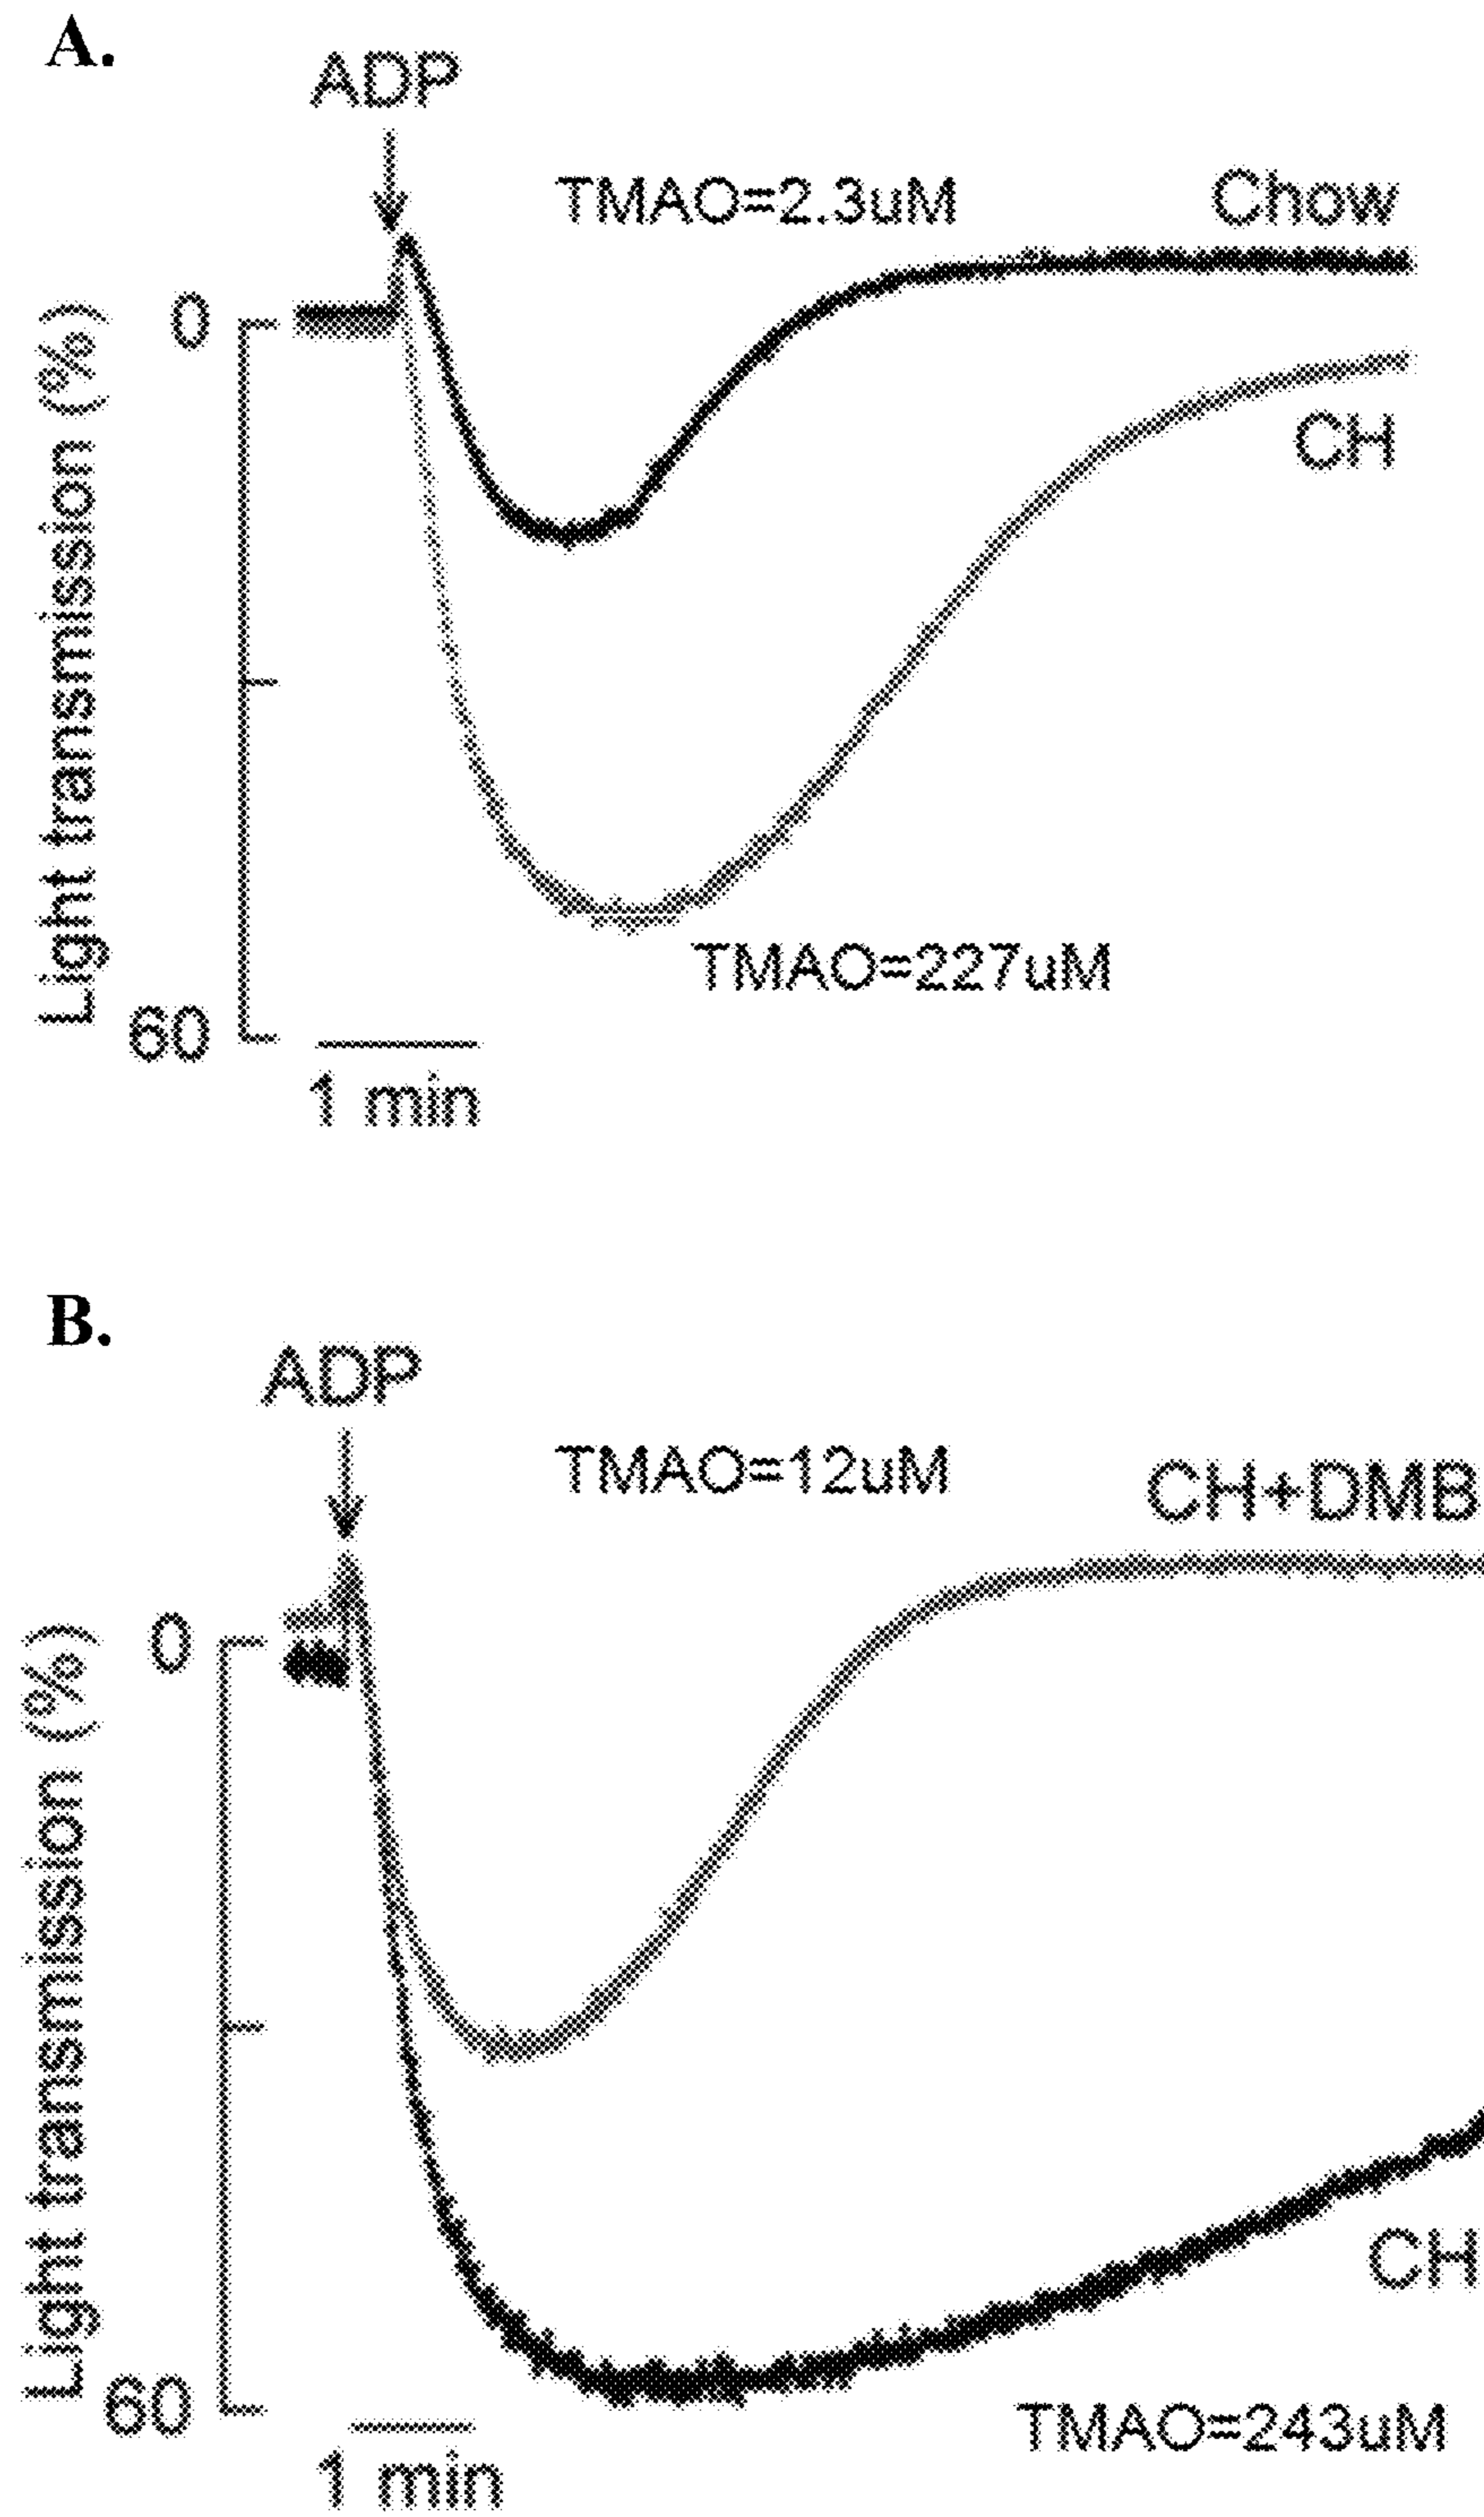 A.
ADP
TMAO=2.3uM
Chow
0
CH
Light transmission (%)
TMAO=227uM
60
1 min
B.
ADP
TMAO=12uM
CH+DMB
0
Light transmission (%)
CH
60
TMAO=243uM
1 min